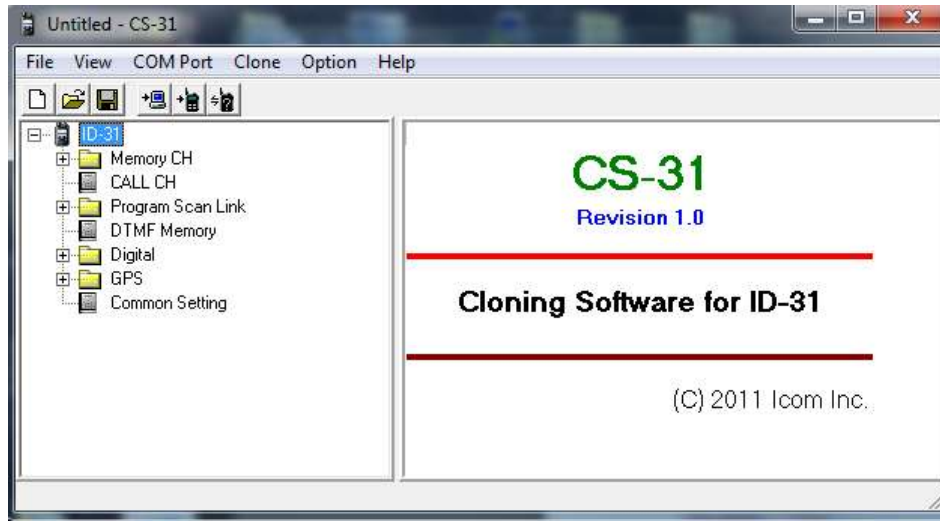 Untitled - CS-31
File View COM Port Clone Option Help
ID-31
Memory CH
CALL CH
Program Scan Link
DTMF Memory
Digital
GPS
Common Setting
CS-31
Revision 1.0
Cloning Software for ID-31
(C) 2011 Icom Inc.